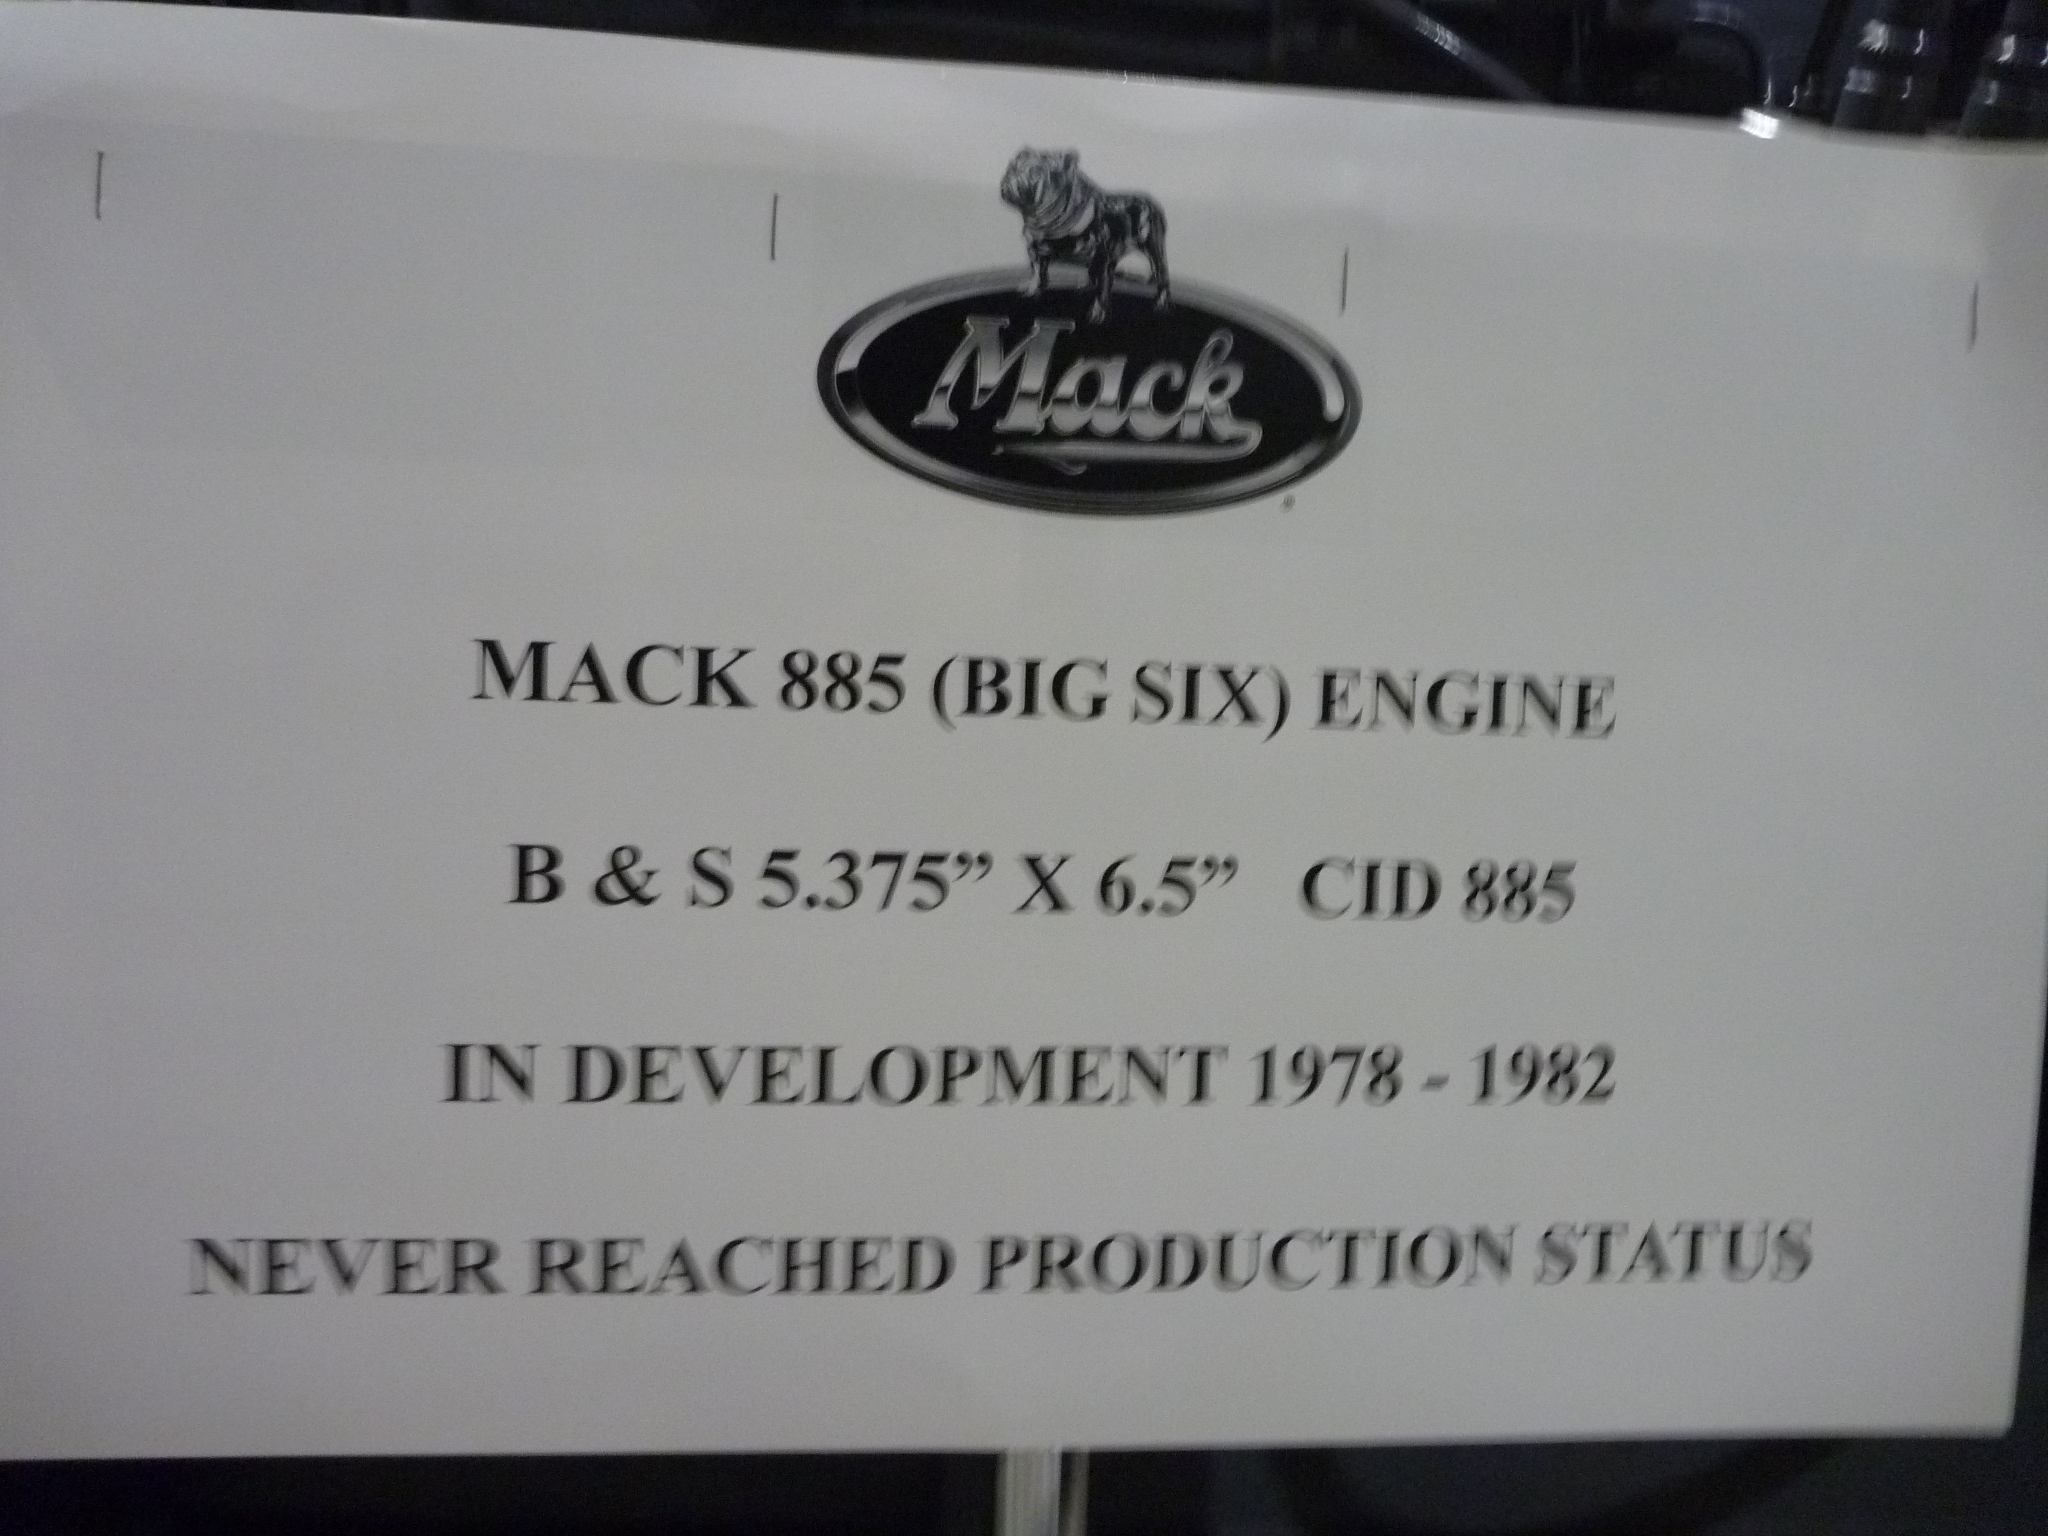 Mack
MACK 885 (BIG SIX) ENGINE
B & S 5.375” X 6.5” CID 885
IN DEVELOPMENT 1978 - 1982
NEVER REACHED PRODUCTION STATUS